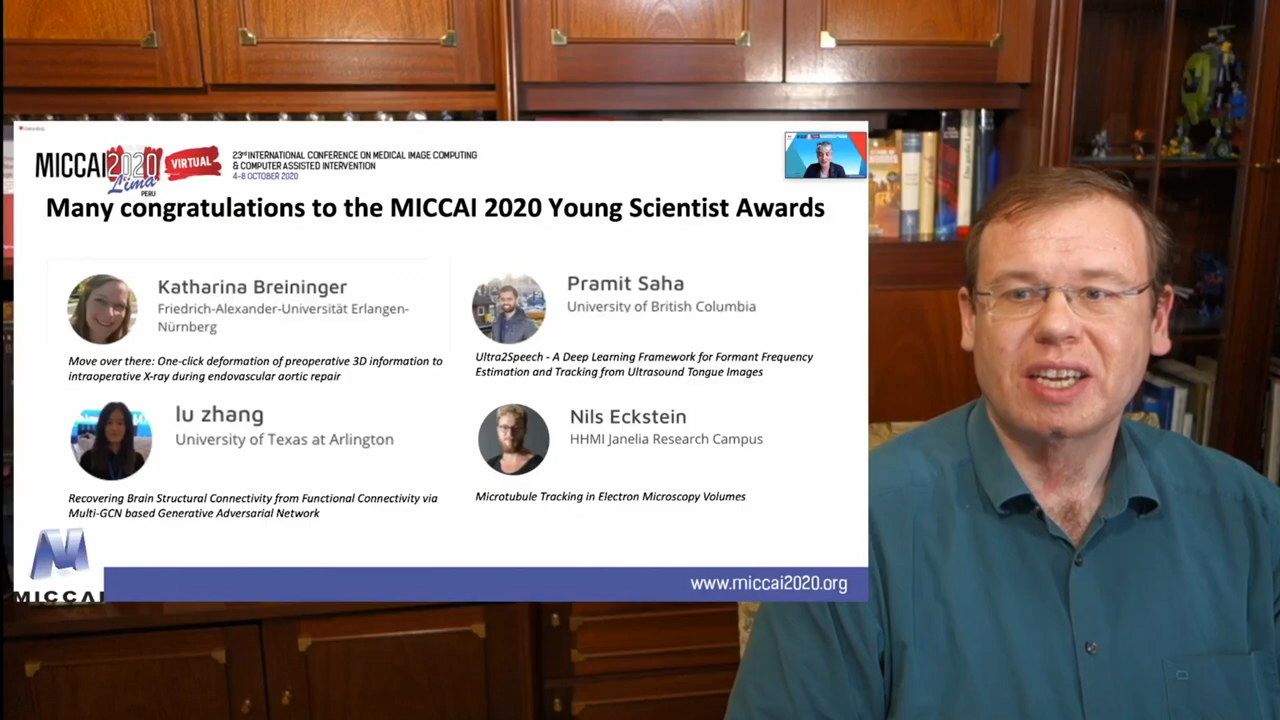 MICCAI2020
Lima
PERU
VIRTUAL
23rd INTERNATIONAL CONFERENCE ON MEDICAL IMAGE COMPUTING
& COMPUTER ASSISTED INTERVENTION
4-8 OCTOBER 2020
Many congratulations to the MICCAI 2020 Young Scientist Awards
Katharina Breininger
Friedrich-Alexander-Universität Erlangen-
Nürnberg
Move over there: One-click deformation of preoperative 3D information to
intraoperative X-ray during endovascular aortic repair
Pramit Saha
University of British Columbia
Ultra2Speech - A Deep Learning Framework for Formant Frequency
Estimation and Tracking from Ultrasound Tongue Images
lu zhang
University of Texas at Arlington
Recovering Brain Structural Connectivity from Functional Connectivity via
Multi-GCN based Generative Adversarial Network
Nils Eckstein
HHMI Janelia Research Campus
Microtubule Tracking in Electron Microscopy Volumes
MICCAI
www.miccai2020.org